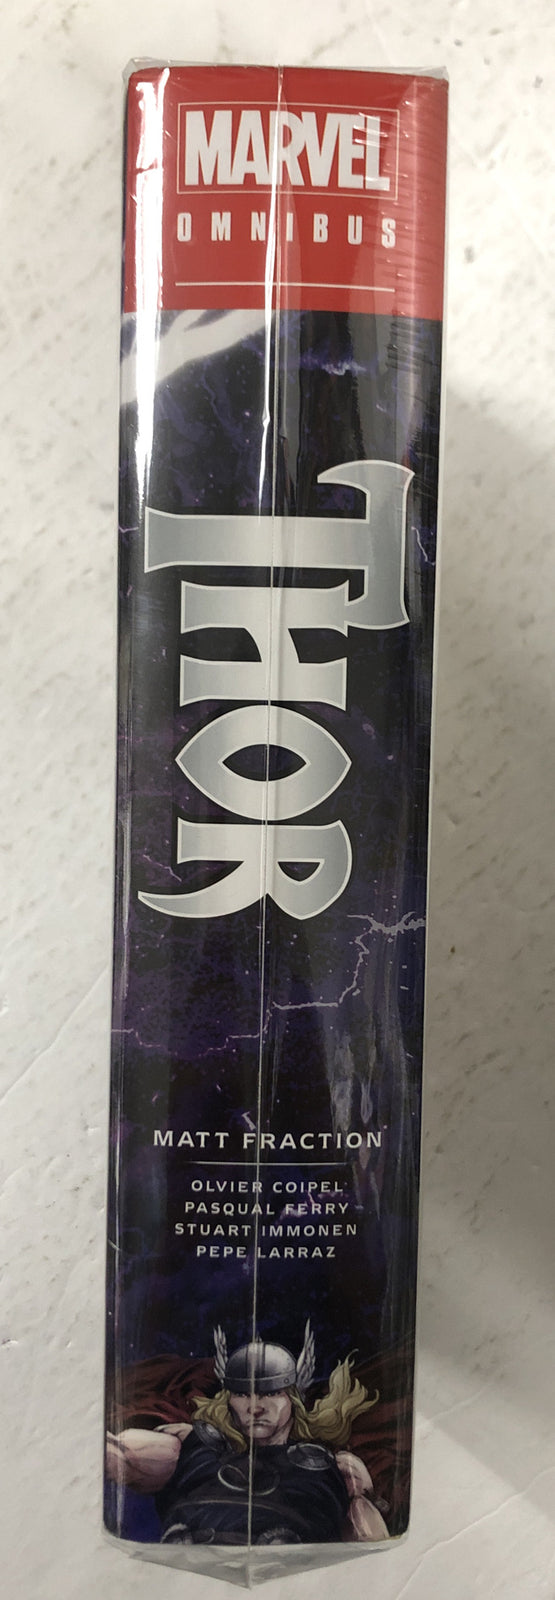 MARVEL
OMNIBUS
THOR
MATT FRACTION
OLVIER COIPEL
PASQUAL FERRY
STUART IMMONEN
PEPE LARRAZ